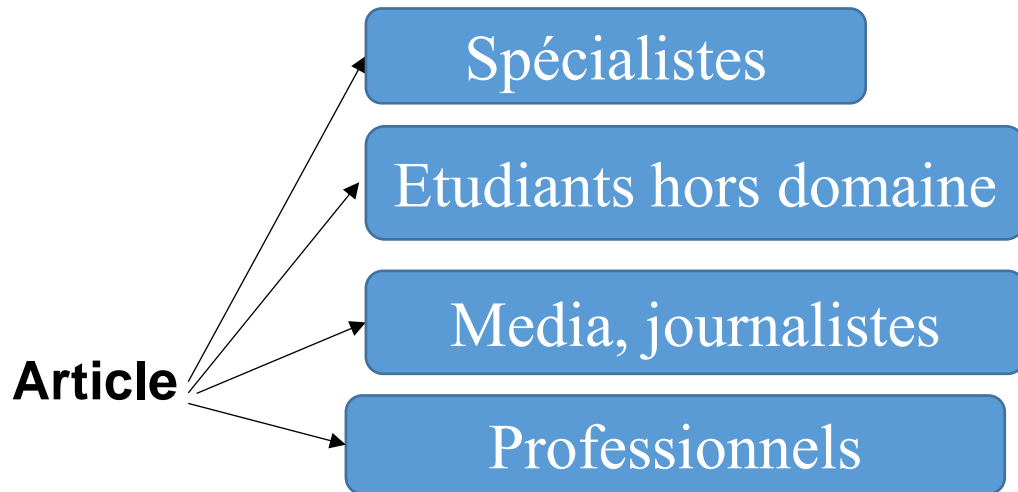 Spécialistes
Etudiants hors domaine
Media, journalistes
Article
Professionnels